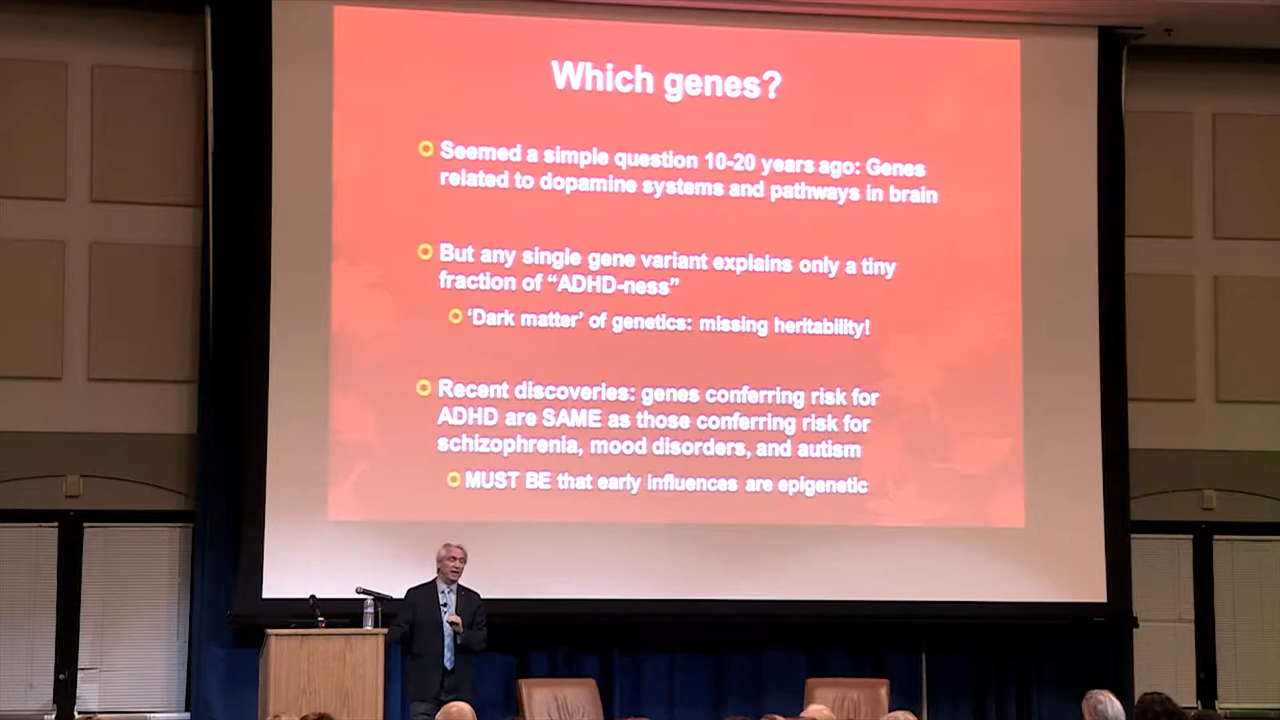 Which genes?
Seemed a simple question 10-20 years ago: Genes
related to dopamine systems and pathways in brain
But any single gene variant explains only a tiny
fraction of “ADHD-ness”
‘Dark matter’ of genetics: missing heritability!
Recent discoveries: genes conferring risk for
ADHD are SAME as those conferring risk for
schizophrenia, mood disorders, and autism
MUST BE that early influences are epigenetic